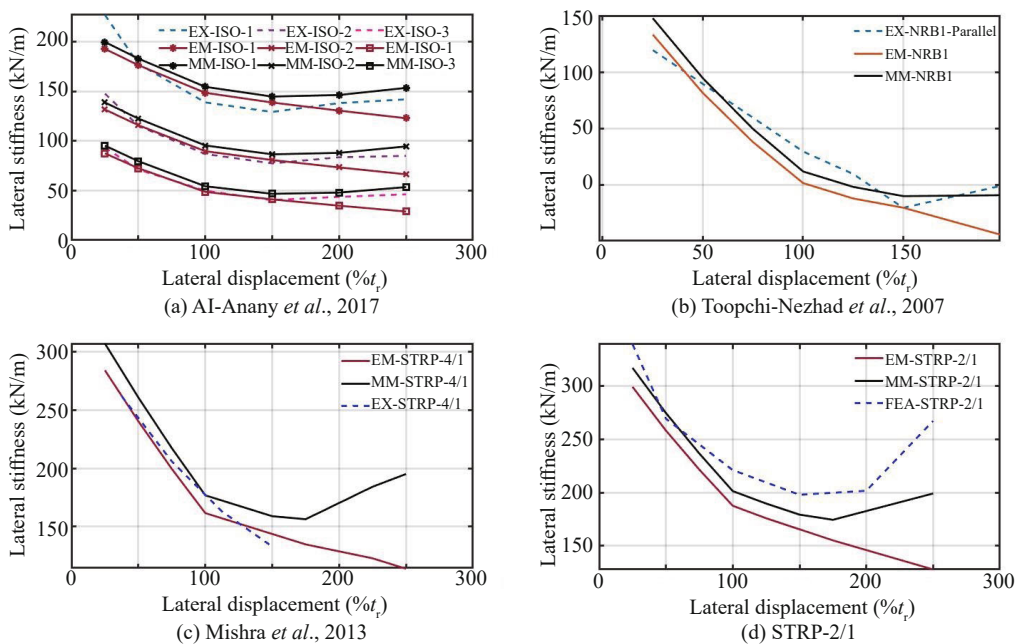 Lateral stiffness (kN/m)
200
150
100
50
0
EX-ISO-1 EX-ISO-2 EX-ISO-3
EM-ISO-1 EM-ISO-2 EM-ISO-1
MM-ISO-1 MM-ISO-2 MM-ISO-3
0 100 200 300
Lateral displacement (%tr)
(a) AI-Anany et al., 2017
Lateral stiffness (kN/m)
150
100
50
0
EX-NRB1-Parallel
EM-NRB1
MM-NRB1
0 50 100 150
Lateral displacement (%tr)
(b) Toopchi-Nezhad et al., 2007
Lateral stiffness (kN/m)
300
250
200
150
EM-STRP-4/1
MM-STRP-4/1
EX-STRP-4/1
0 100 200 300
Lateral displacement (%tr)
(c) Mishra et al., 2013
Lateral stiffness (kN/m)
300
250
200
150
EM-STRP-2/1
MM-STRP-2/1
FEA-STRP-2/1
0 100 200 300
Lateral displacement (%tr)
(d) STRP-2/1